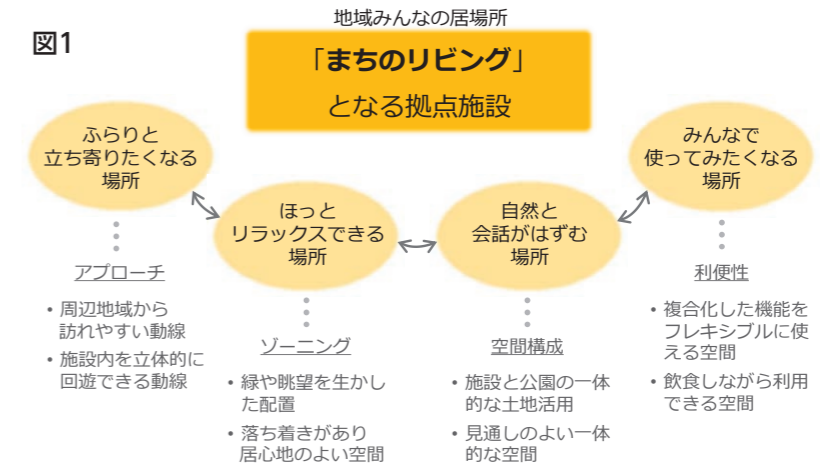 図1
地域みんなの居場所
「まちのリビング」
となる拠点施設
ふらりと
立ち寄りたくなる
場所
ほっと
リラックスできる
場所
自然と
会話がはずむ
場所
みんなで
使ってみたくなる
場所
アプローチ
・周辺地域から
訪れやすい動線
・施設内を立体的に
回遊できる動線
ゾーニング
・緑や眺望を生かし
た配置
・落ち着きがあり
居心地のよい空間
空間構成
・施設と公園の一体
的な土地活用
・見通しのよい一体
的な空間
利便性
・複合化した機能を
フレキシブルに使
える空間
・飲食しながら利用
できる空間